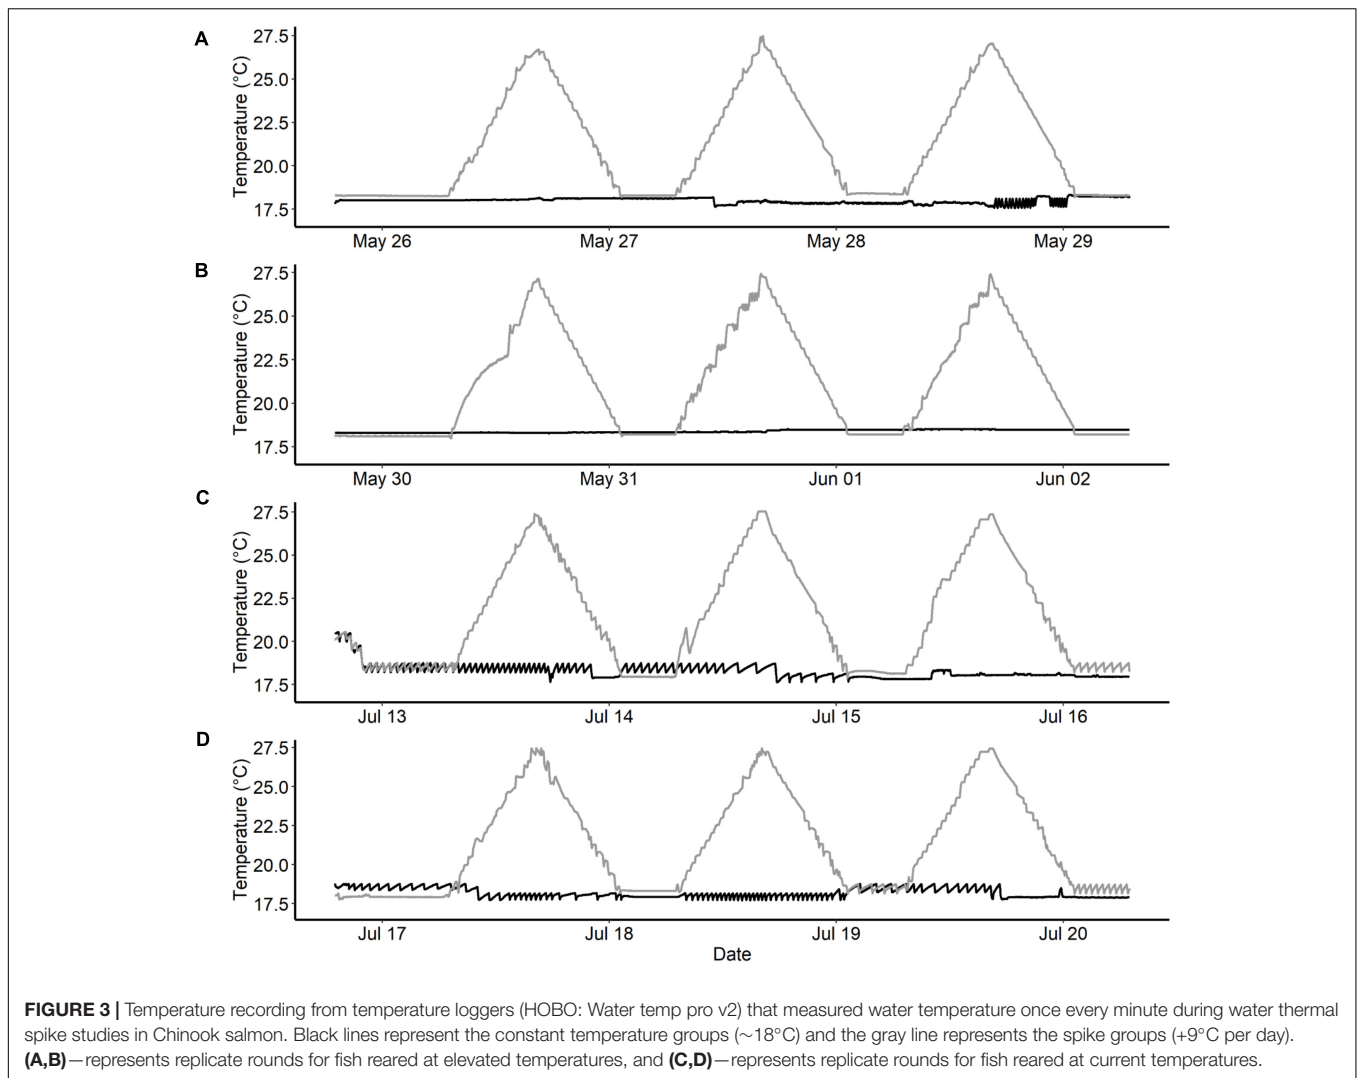 A
Temperature (°C)
27.5
25.0
22.5
20.0
17.5
May 26 May 27 May 28 May 29
B
Temperature (°C)
27.5
25.0
22.5
20.0
17.5
May 30 May 31 Jun 01 Jun 02
C
Temperature (°C)
27.5
25.0
22.5
20.0
17.5
Jul 13 Jul 14 Jul 15 Jul 16
D
Temperature (°C)
27.5
25.0
22.5
20.0
17.5
Jul 17 Jul 18 Jul 19 Jul 20
Date
FIGURE 3 | Temperature recording from temperature loggers (HOBO: Water temp pro v2) that measured water temperature once every minute during water thermal
spike studies in Chinook salmon. Black lines represent the constant temperature groups (∼18°C) and the gray line represents the spike groups (+9°C per day).
(A,B)—represents replicate rounds for fish reared at elevated temperatures, and (C,D)—represents replicate rounds for fish reared at current temperatures.